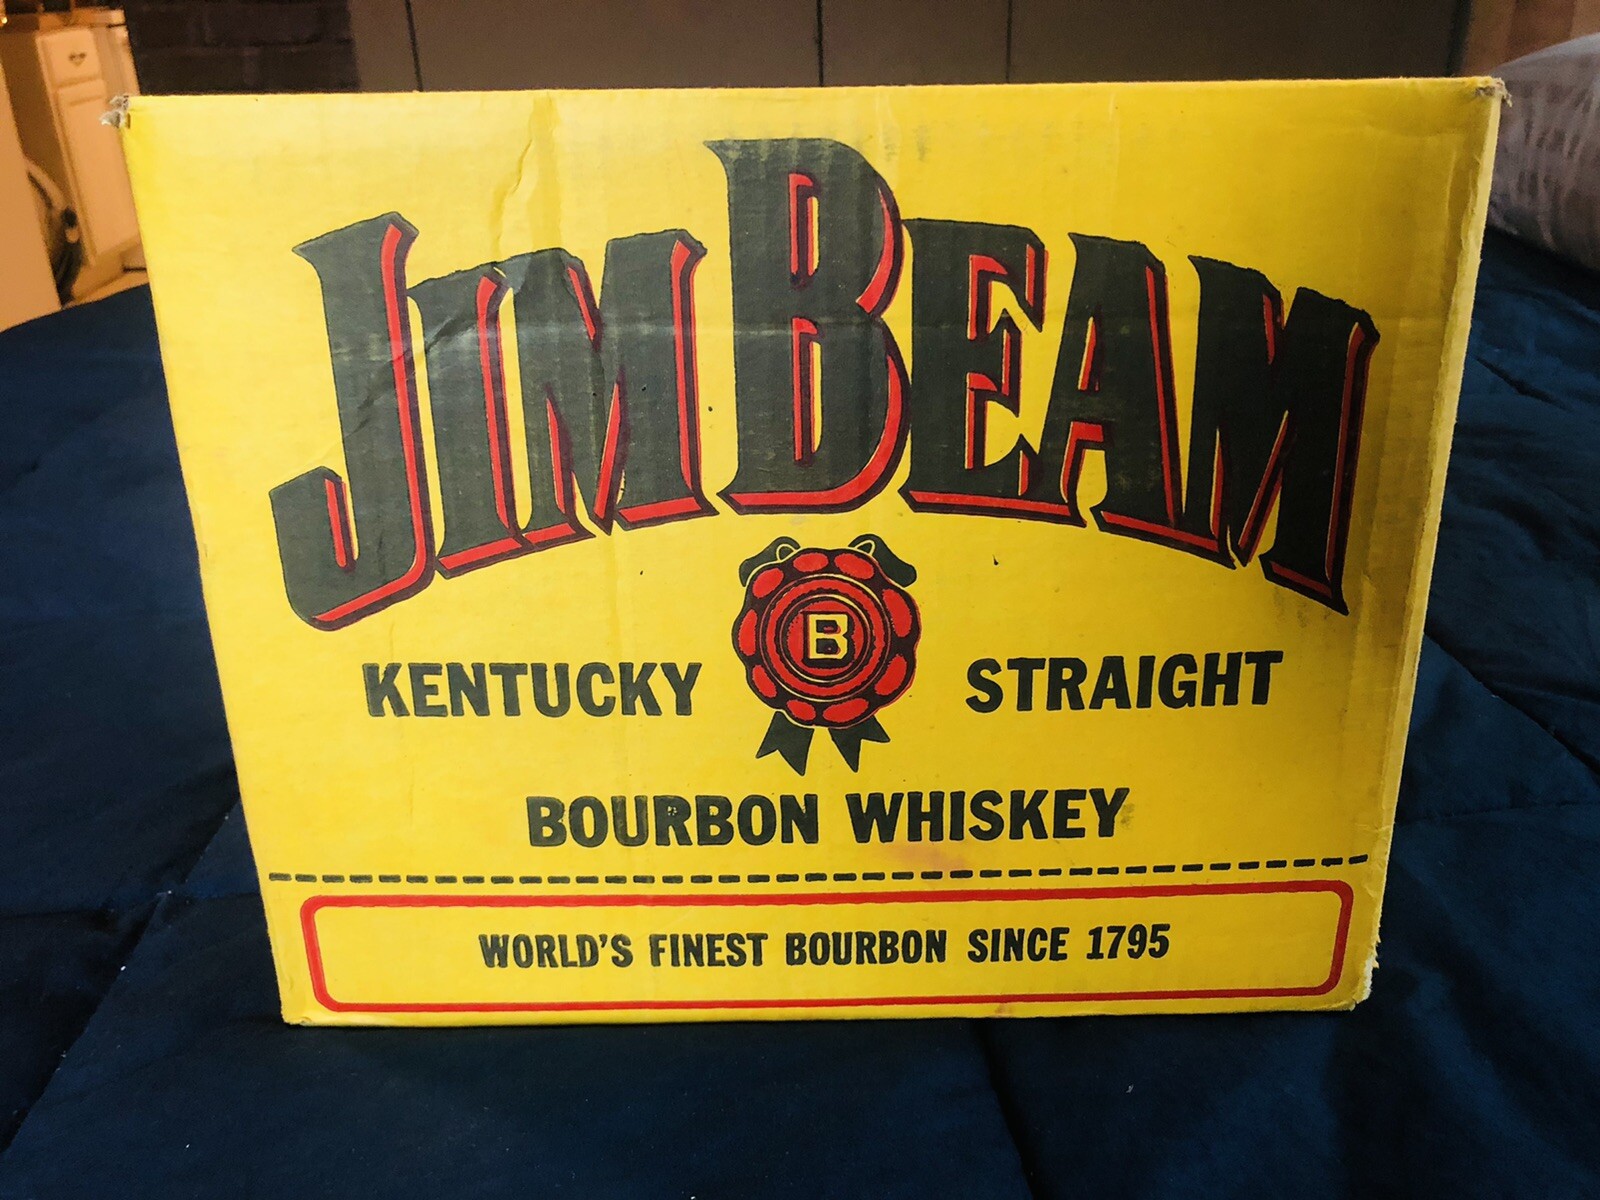 JIM BEAM
B
KENTUCKY STRAIGHT
BOURBON WHISKEY
WORLD'S FINEST BOURBON SINCE 1795